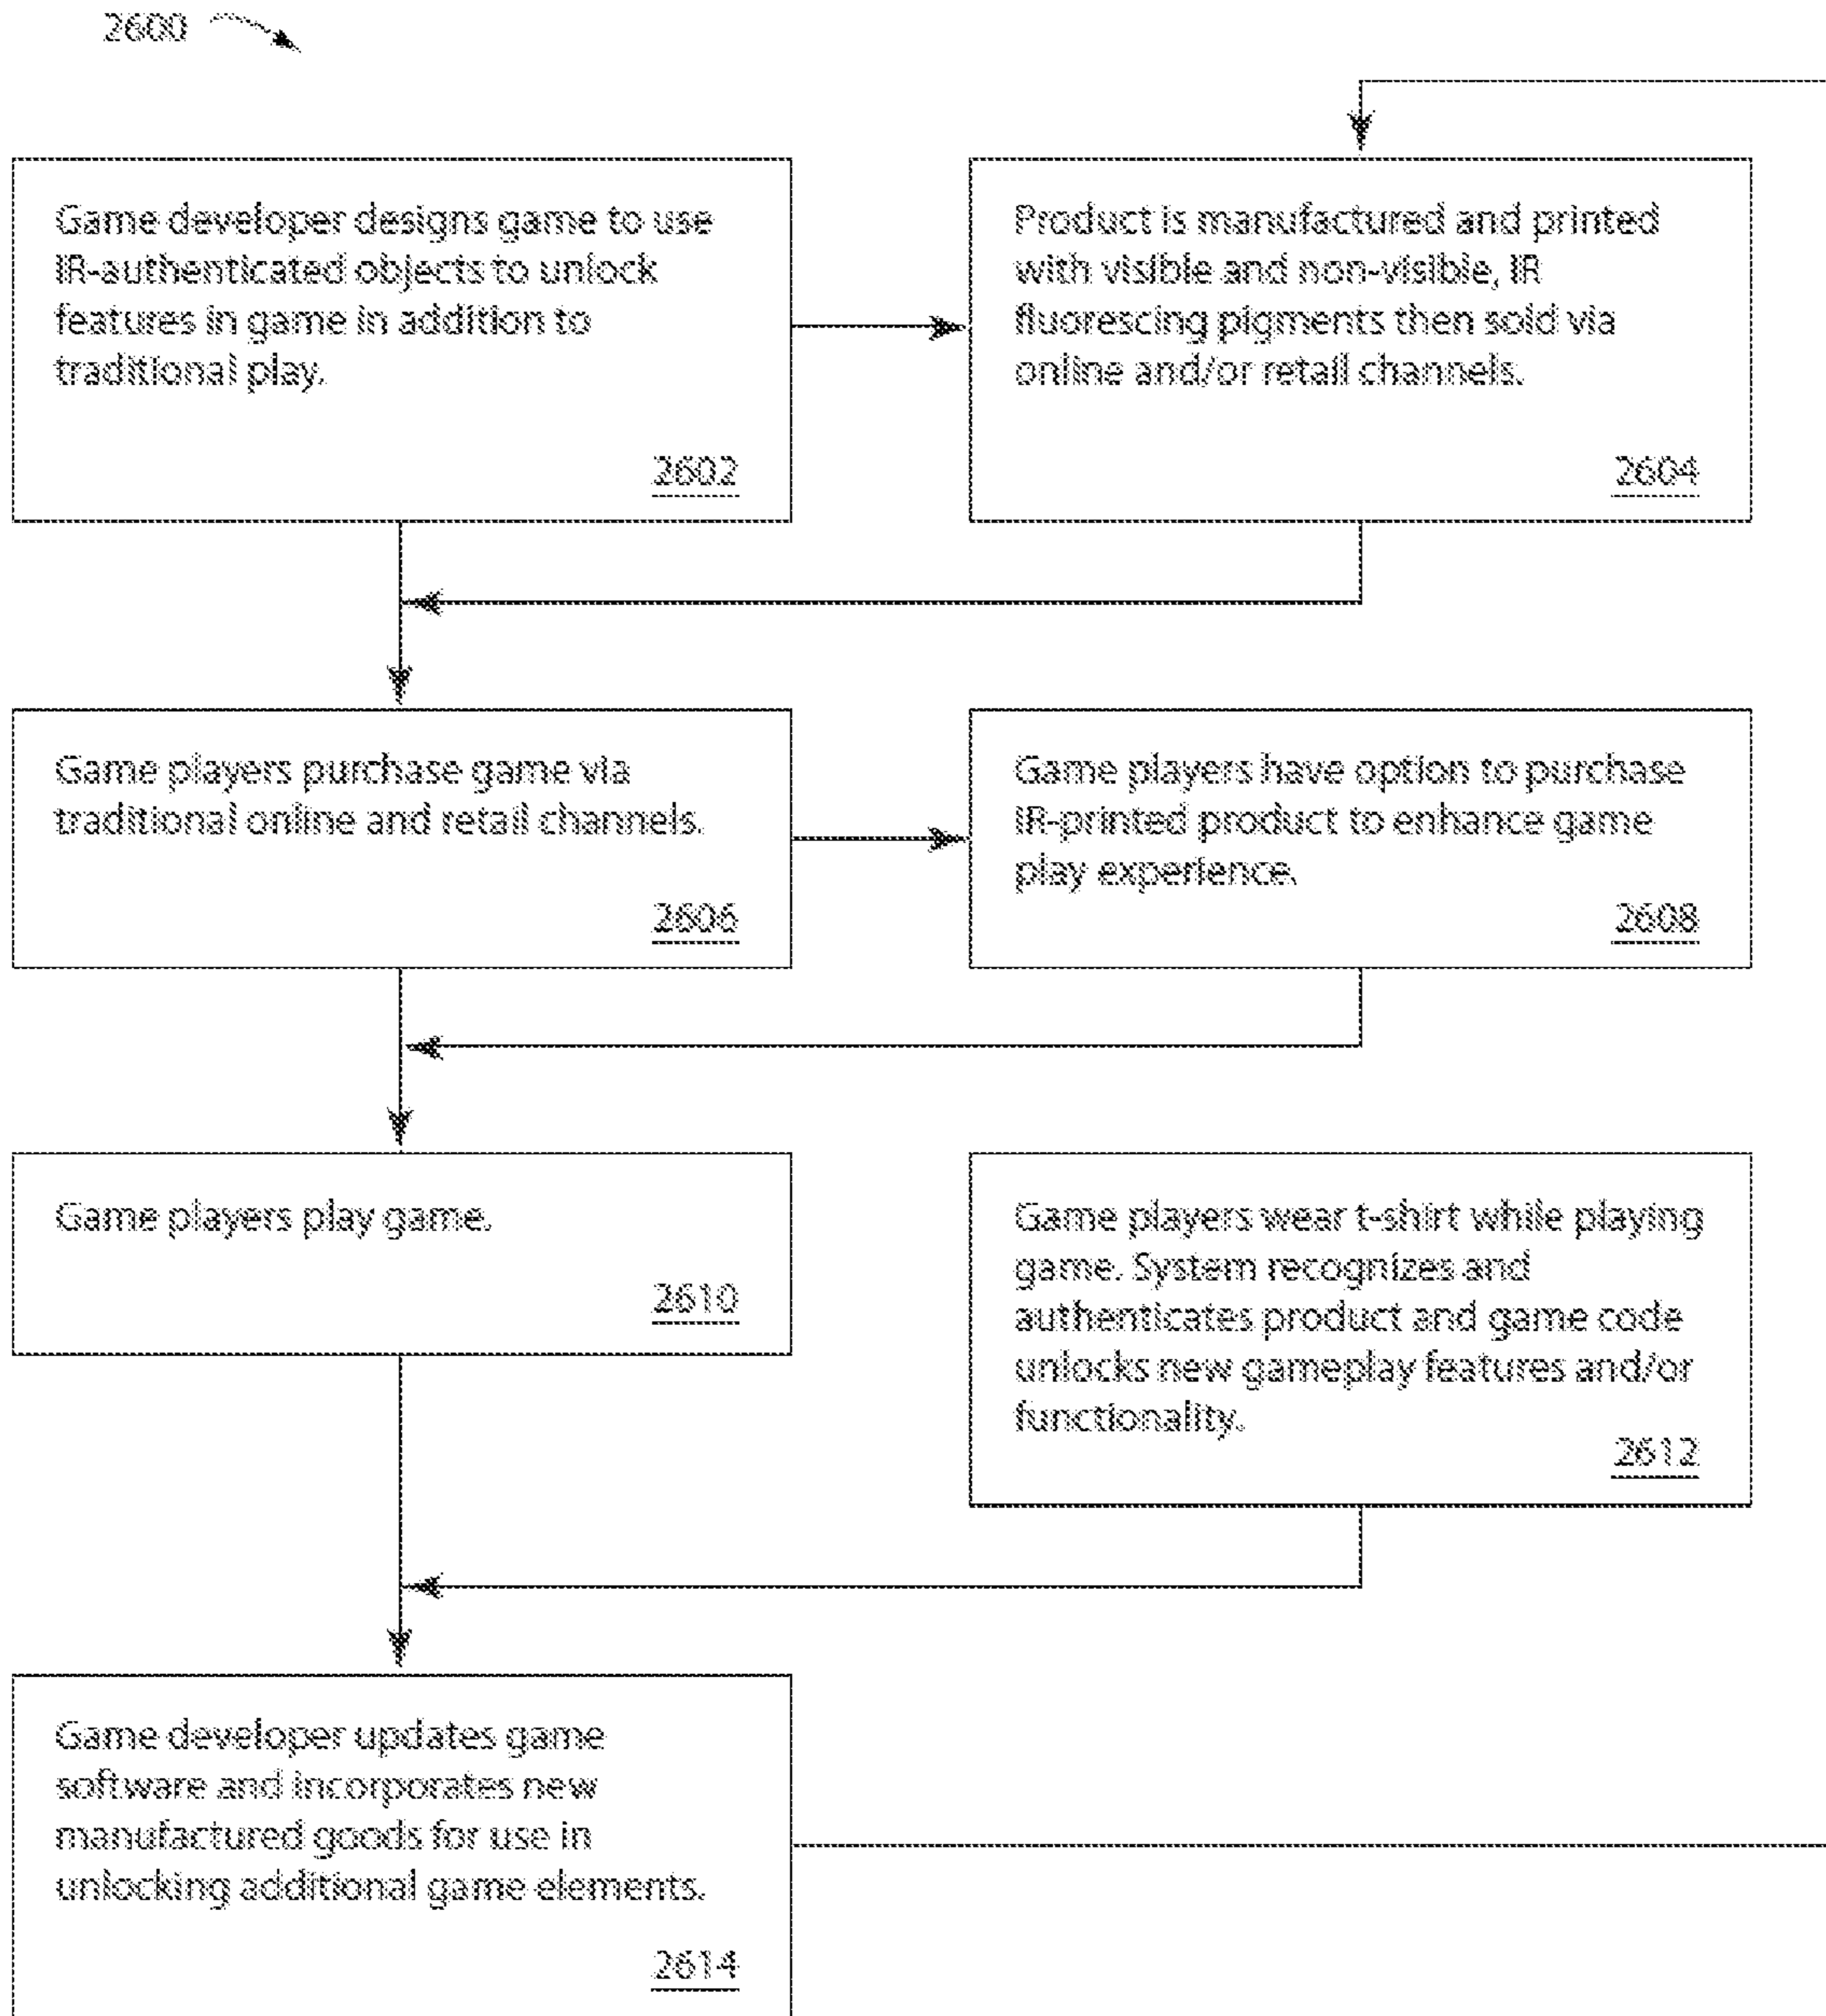 2600
Game developer designs game to use
IR-authenticated objects to unlock
features in game in addition to
traditional play.
2602
Product is manufactured and printed
with visible and non-visible, IR
fluorescing pigments then sold via
online and/or retail channels.
2604
Game players purchase game via
traditional online and retail channels.
2606
Game players have option to purchase
IR-printed product to enhance game
play experience.
2608
Game players play game.
2610
Game players wear t-shirt while playing
game. System recognizes and
authenticates product and game code
unlocks new gameplay features and/or
functionality.
2612
Game developer updates game
software and incorporates new
manufactured goods for use in
unlocking additional game elements.
2614